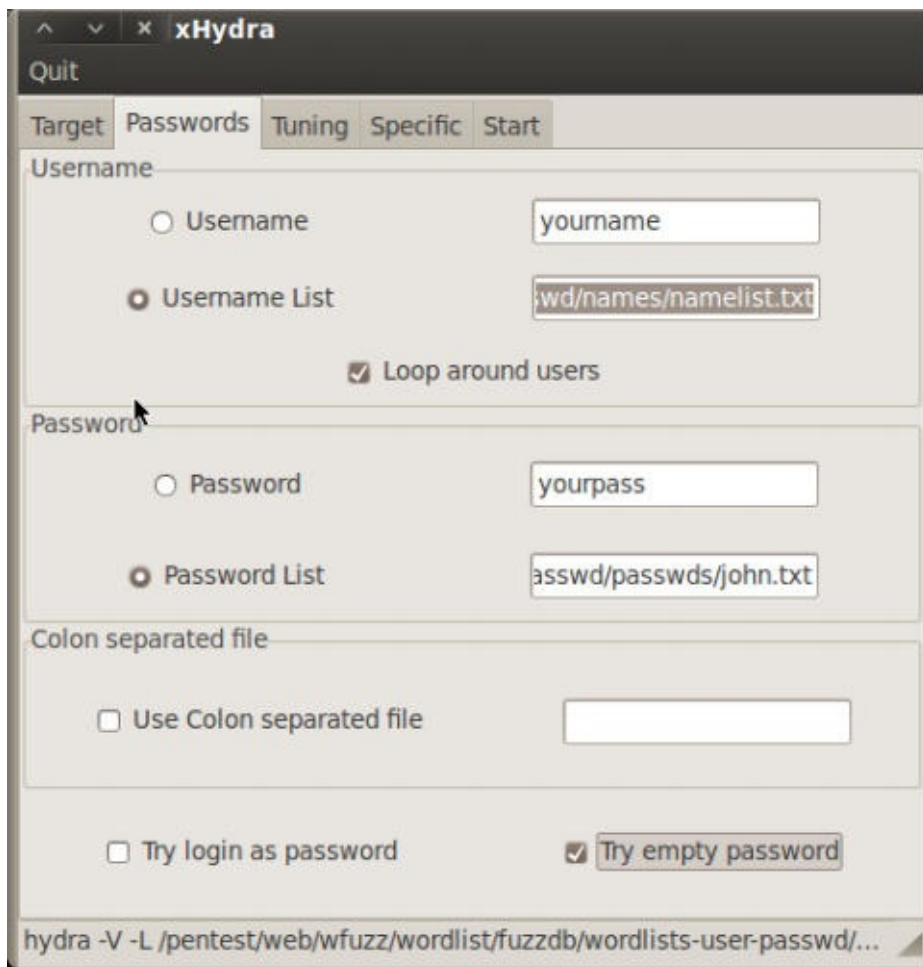 xHydra
Quit
Target Passwords Tuning Specific Start
Username
Username yourname
Username List wd/names/namelist.txt
Loop around users
Password
Password yourpass
Password List asswd/passwds/john.txt
Colon separated file
Use Colon separated file
Try login as password Try empty password
hydra -V -L /pentest/web/wfuzz/wordlist/fuzzdb/wordlists-user-passwd/...